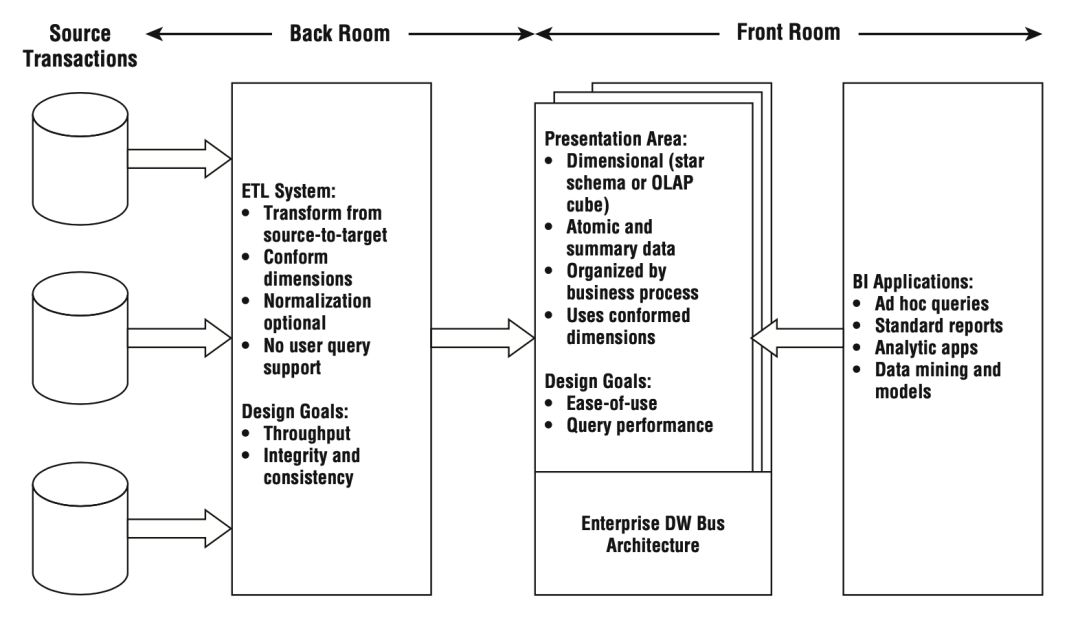 Source
Transactions
Back Room
Front Room
ETL System:
• Transform from
source-to-target
• Conform
dimensions
• Normalization
optional
• No user query
support
Design Goals:
• Throughput
• Integrity and
consistency
Presentation Area:
• Dimensional (star
schema or OLAP
cube)
• Atomic and
summary data
• Organized by
business process
• Uses conformed
dimensions
Design Goals:
• Ease-of-use
• Query performance
Enterprise DW Bus
Architecture
BI Applications:
• Ad hoc queries
• Standard reports
• Analytic apps
• Data mining and
models